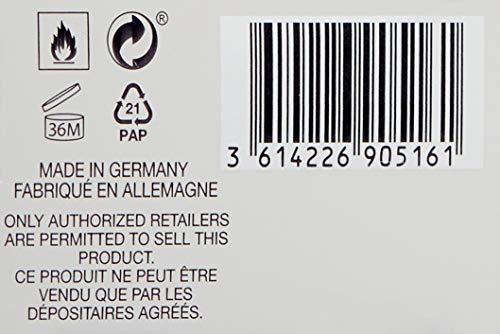 ®
36M
21
PAP
3 614226 905161
MADE IN GERMANY
FABRIQUÉ EN ALLEMAGNE
ONLY AUTHORIZED RETAILERS
ARE PERMITTED TO SELL THIS
PRODUCT.
CE PRODUIT NE PEUT ÊTRE
VENDU QUE PAR LES
DÉPOSITAIRES AGRÉÉS.